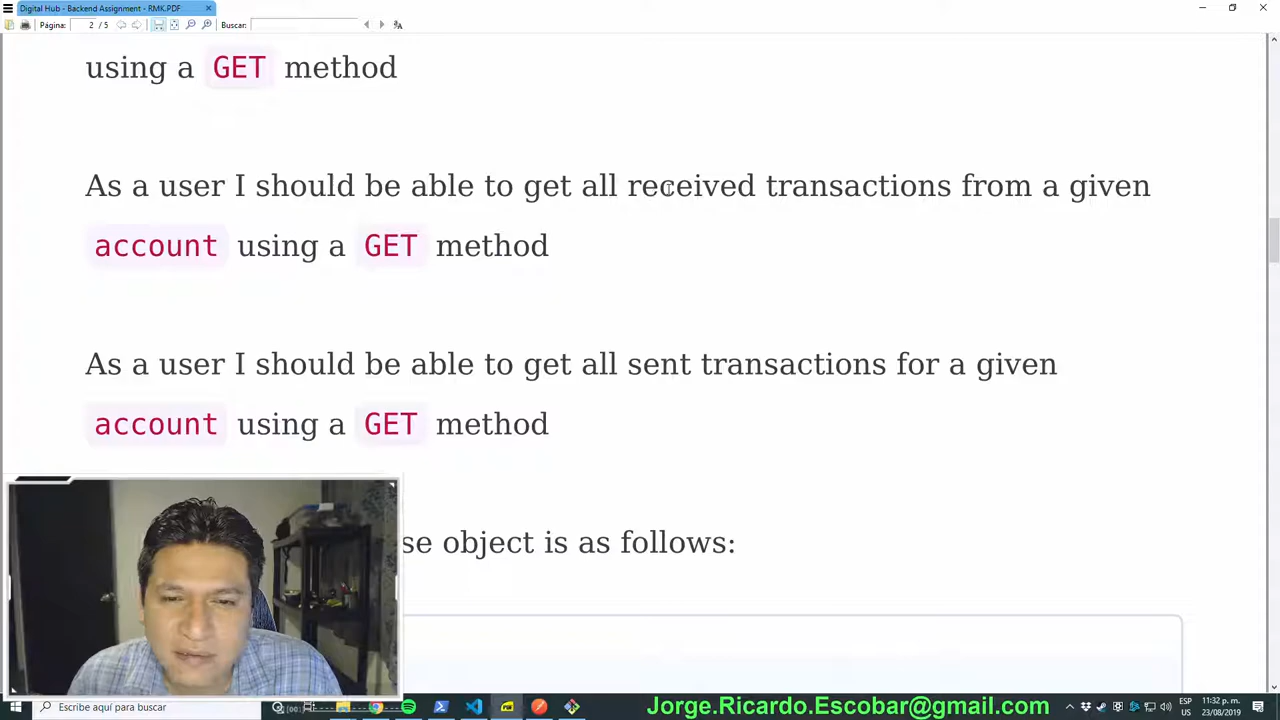 Digital Hub - Backend Assignment - RMK.PDF
Página: 2 / 5 Buscar:
using a GET method
As a user I should be able to get all received transactions from a given
account using a GET method
As a user I should be able to get all sent transactions for a given
account using a GET method
se object is as follows:
Escribe aquí para buscar
Jorge.Ricardo.Escobar@gmail.com
ESP
US
11:32 p. m.
23/08/2019